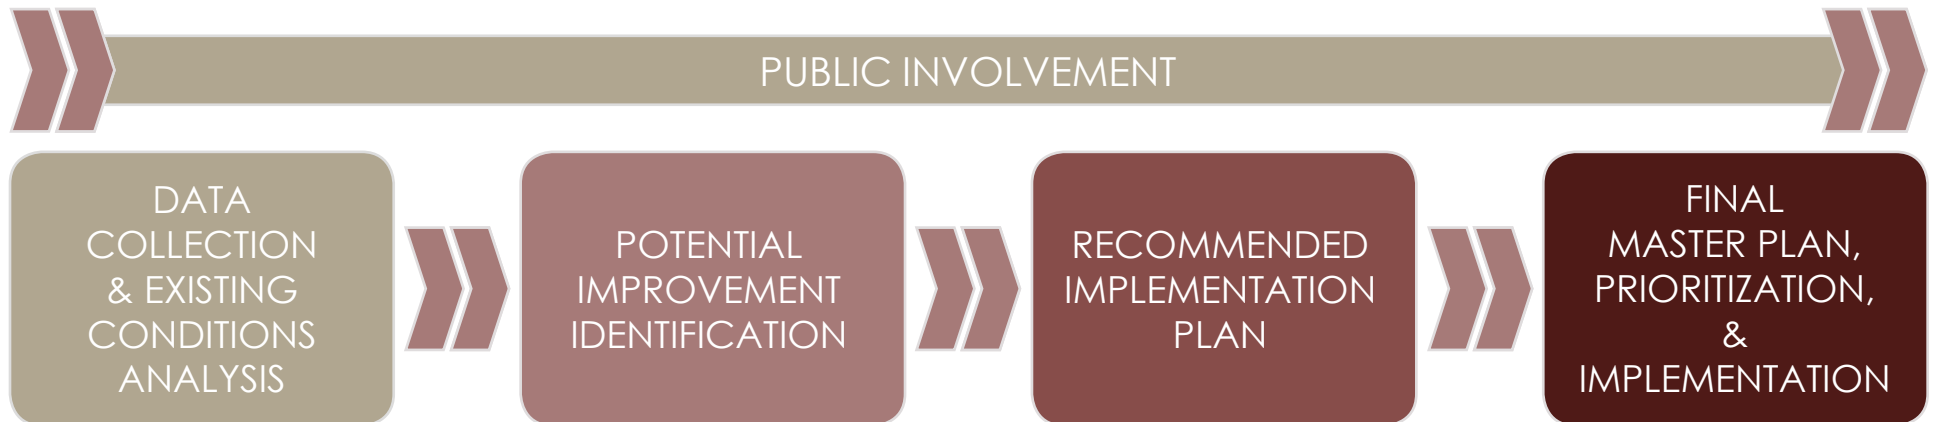 PUBLIC INVOLVEMENT
DATA
COLLECTION
& EXISTING
CONDITIONS
ANALYSIS
POTENTIAL
IMPROVEMENT
IDENTIFICATION
RECOMMENDED
IMPLEMENTATION
PLAN
FINAL
MASTER PLAN,
PRIORITIZATION,
&
IMPLEMENTATION